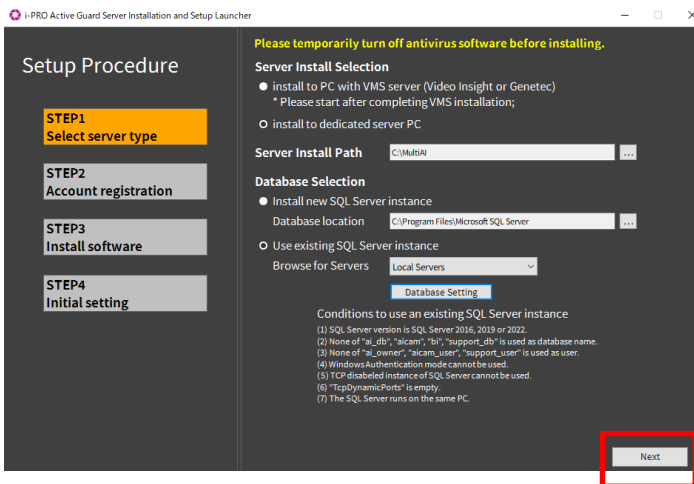 i-PRO Active Guard Server Installation and Setup Launcher
Please temporarily turn off antivirus software before installing.
Setup Procedure
Server Install Selection
install to PC with VMS server (Video Insight or Genetec)
* Please start after completing VMS installation;
install to dedicated server PC
STEP1
Select server type
Server Install Path
C:\MultiAI
...
STEP2
Account registration
Database Selection
Install new SQL Server instance
Database location
C:\Program Files\Microsoft SQL Server
...
STEP3
Install software
Use existing SQL Server instance
Browse for Servers
Local Servers
STEP4
Initial setting
Database Setting
Conditions to use an existing SQL Server instance
(1) SQL Server version is SQL Server 2016, 2019 or 2022.
(2) None of "ai_db", "aicam", "bi", "support_db" is used as database name.
(3) None of "ai_owner", "aicam_user", "support_user" is used as user.
(4) Windows Authentication mode cannot be used.
(5) TCP disabeled instance of SQL Server cannot be used.
(6) "TcpDynamicPorts" is empty.
(7) The SQL Server runs on the same PC.
Next